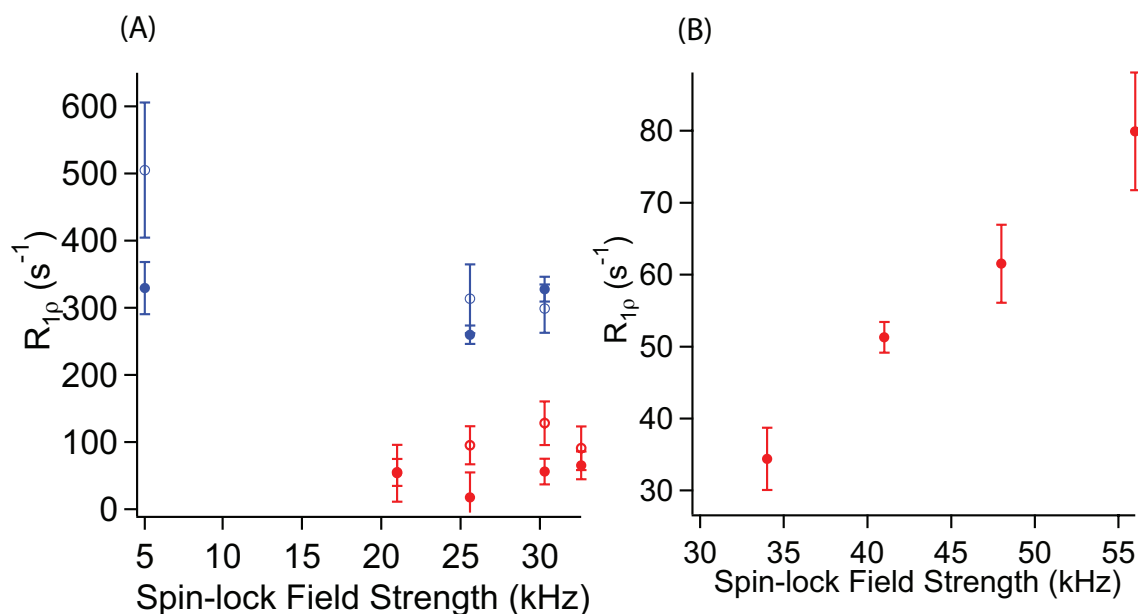 (A)
600
500
400
300
200
100
0
R1ρ (s-1)
5 10 15 20 25 30
Spin-lock Field Strength (kHz)
(B)
80
70
60
50
40
30
R1ρ (s-1)
30 35 40 45 50 55
Spin-lock Field Strength (kHz)